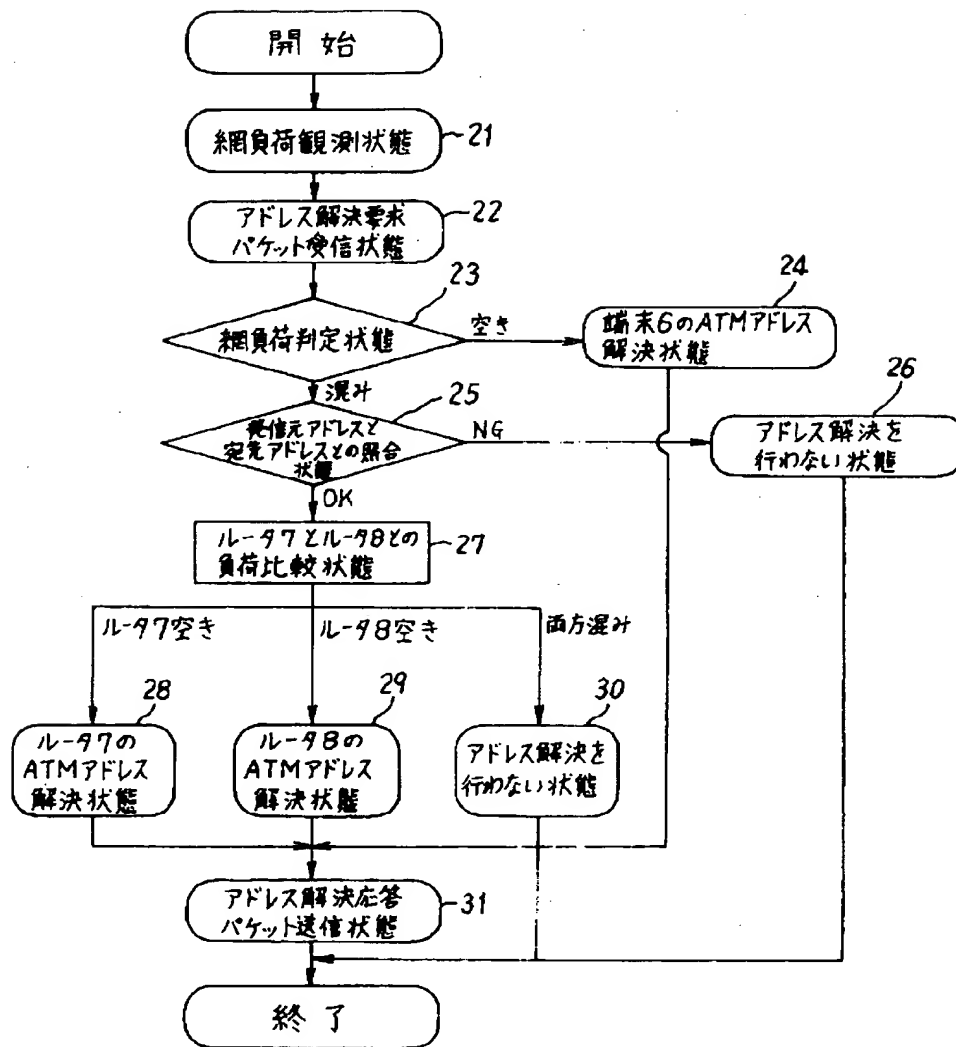 開始
網負荷観測状態
21
アドレス解決要求
パケット受信状態
22
23
網負荷判定状態
空き
24
端末6のATMアドレス
解決状態
混み
25
発信元アドレスと
宛先アドレスとの照合
状態
NG
26
アドレス解決を
行わない状態
OK
ルータ7とルータ8との
負荷比較状態
27
ルータ7空き
ルータ8空き
両方混み
28
ルータ7の
ATMアドレス
解決状態
29
ルータ8の
ATMアドレス
解決状態
30
アドレス解決を
行わない状態
アドレス解決応答
パケット送信状態
31
終了